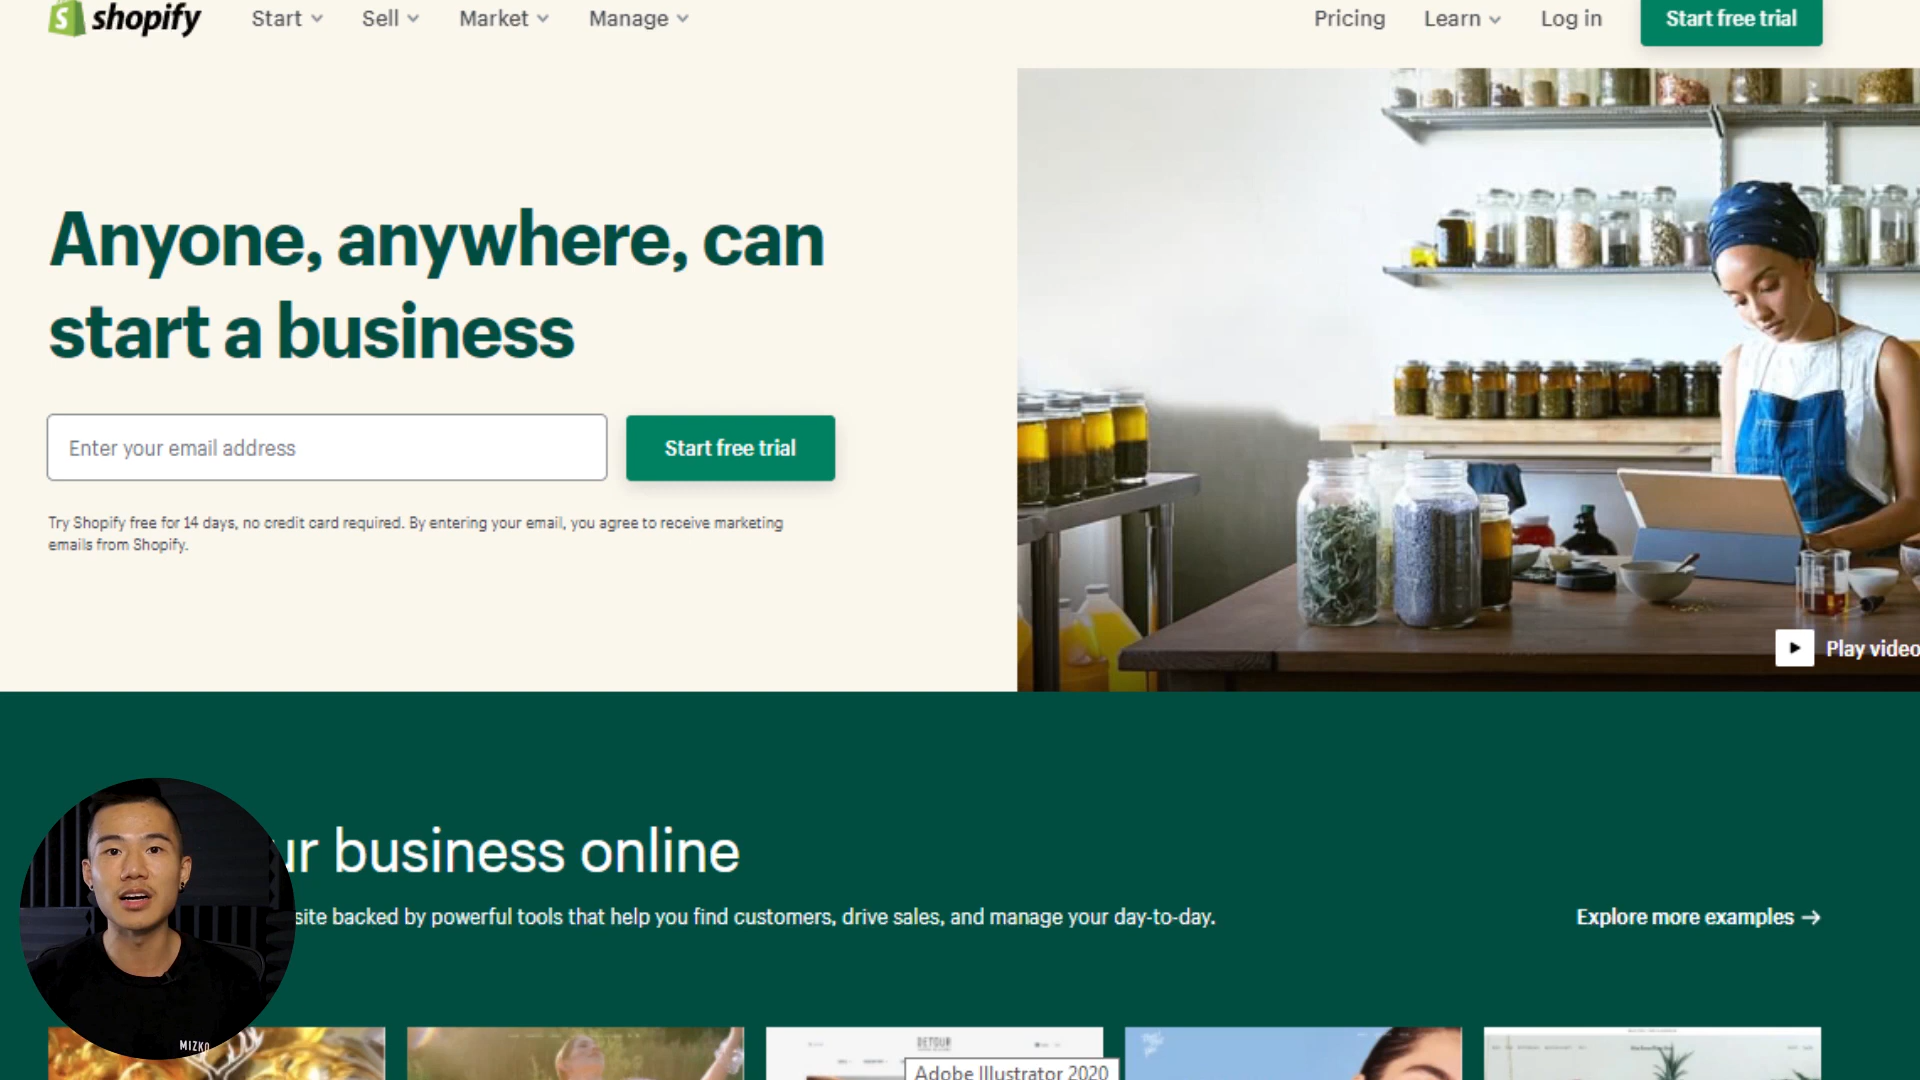 shopify
Start
Sell
Market
Manage
Pricing
Learn
Log in
Start free trial
Anyone, anywhere, can
start a business
Enter your email address
Start free trial
Try Shopify free for 14 days, no credit card required. By entering your email, you agree to receive marketing
emails from Shopify.
Play video
ur business online
site backed by powerful tools that help you find customers, drive sales, and manage your day-to-day.
Explore more examples →
MIZKO
DETOUR
Adobe Illustrator 2020